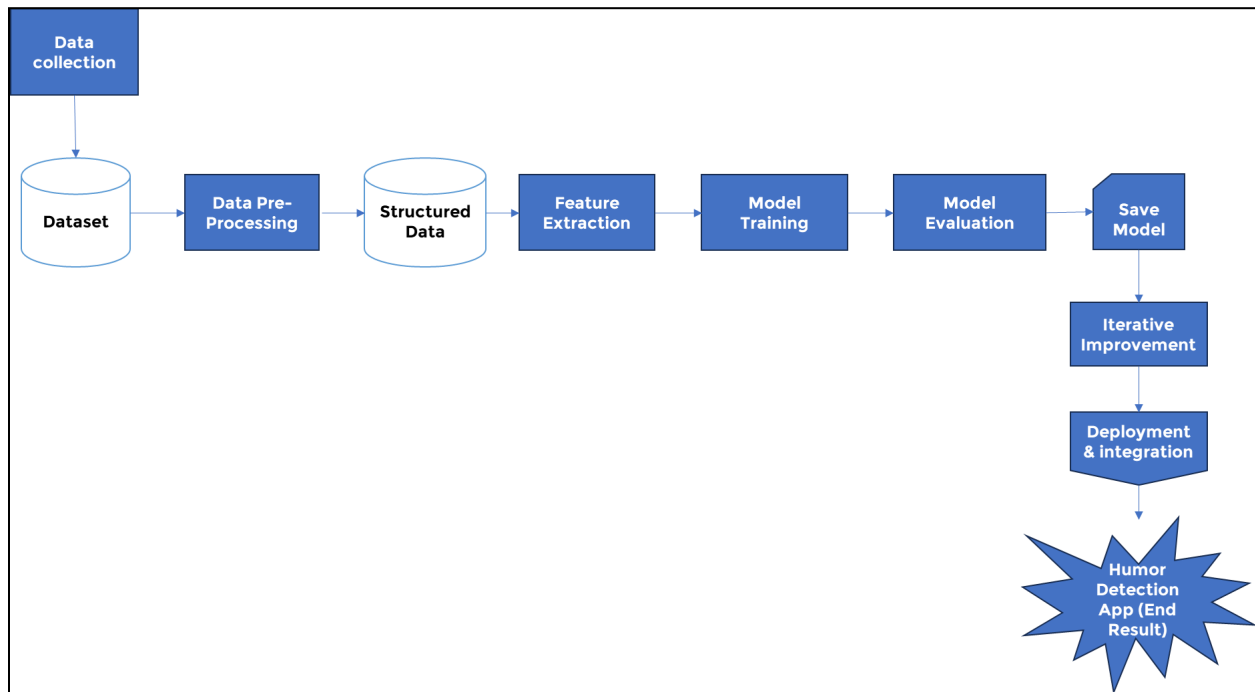 Data
collection
Dataset
Data Pre-
Processing
Structured
Data
Feature
Extraction
Model
Training
Model
Evaluation
Save
Model
Iterative
Improvement
Deployment
& integration
Humor
Detection
App (End
Result)